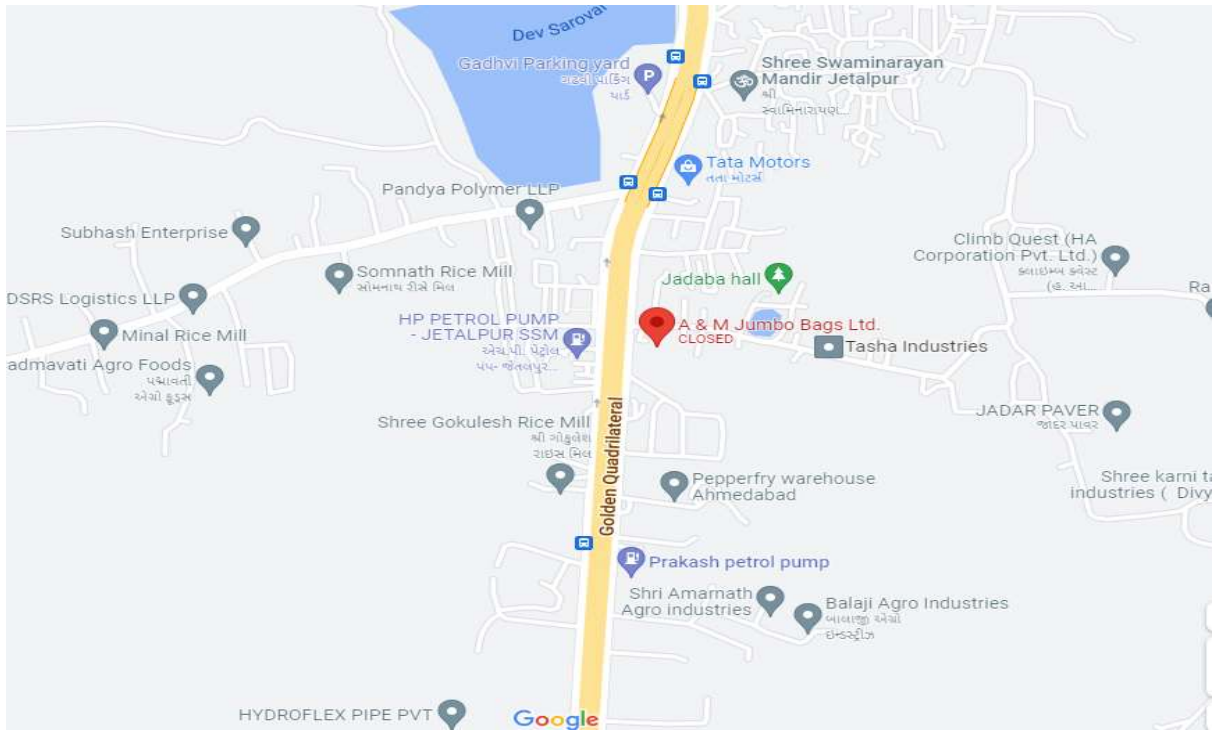 Dev Sarovar
Gadhvi Parking yard
ગઢવી પાર્કિંગ
યાર્ડ
Shree Swaminarayan
Mandir Jetalpur
શ્રી
સ્વામિનારાયણ...
Tata Motors
તતા મોટર્સ
Pandya Polymer LLP
Subhash Enterprise
Somnath Rice Mill
સોમનાથ રીસે મિલ
Climb Quest (HA
Corporation Pvt. Ltd.)
ક્લાઇમ્બ ક્વેસ્ટ
(હ. આ...
Jadaba hall
DSRS Logistics LLP
Ra
HP PETROL PUMP
- JETALPUR SSM
એચ.પી. પેટ્રોલ
પંપ- જેતલપુર...
A & M Jumbo Bags Ltd.
CLOSED
Minal Rice Mill
Tasha Industries
admavati Agro Foods
પદ્માવતી
એગ્રો ફૂડ્સ
Shree Gokulesh Rice Mill
શ્રી ગોકુલેશ
રાઇસ મિલ
JADAR PAVER
જાદર પાવર
Golden Quadrilateral
Pepperfry warehouse
Ahmedabad
Shree karni ta
industries ( Divy
Prakash petrol pump
Shri Amarnath
Agro industries
Balaji Agro Industries
બાલાજી એગ્રો
ઇન્ડસ્ટ્રીઝ
HYDROFLEX PIPE PVT
Google